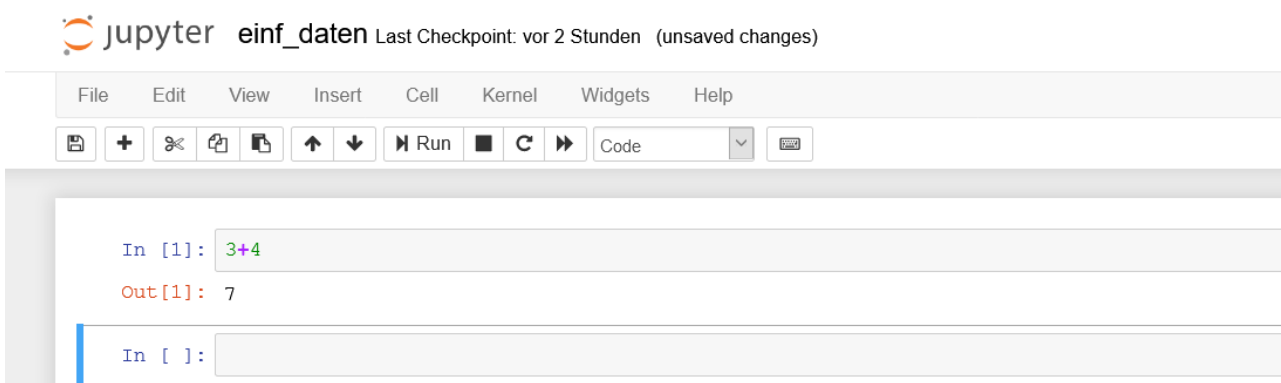 jupyter einf_daten Last Checkpoint: vor 2 Stunden (unsaved changes)
File Edit View Insert Cell Kernel Widgets Help
Run Code
In [1]: 3+4
Out[1]: 7
In [ ]: